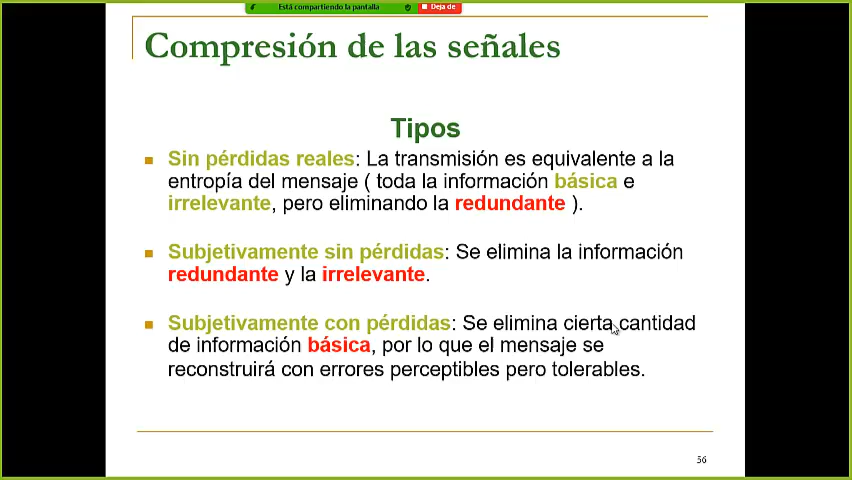 Está compartiendo la pantalla
Deja de
Compresión de las señales
Tipos
Sin pérdidas reales: La transmisión es equivalente a la
entropía del mensaje ( toda la información básica e
irrelevante, pero eliminando la redundante ).
Subjetivamente sin pérdidas: Se elimina la información
redundante y la irrelevante.
Subjetivamente con pérdidas: Se elimina cierta cantidad
de información básica, por lo que el mensaje se
reconstruirá con errores perceptibles pero tolerables.
56